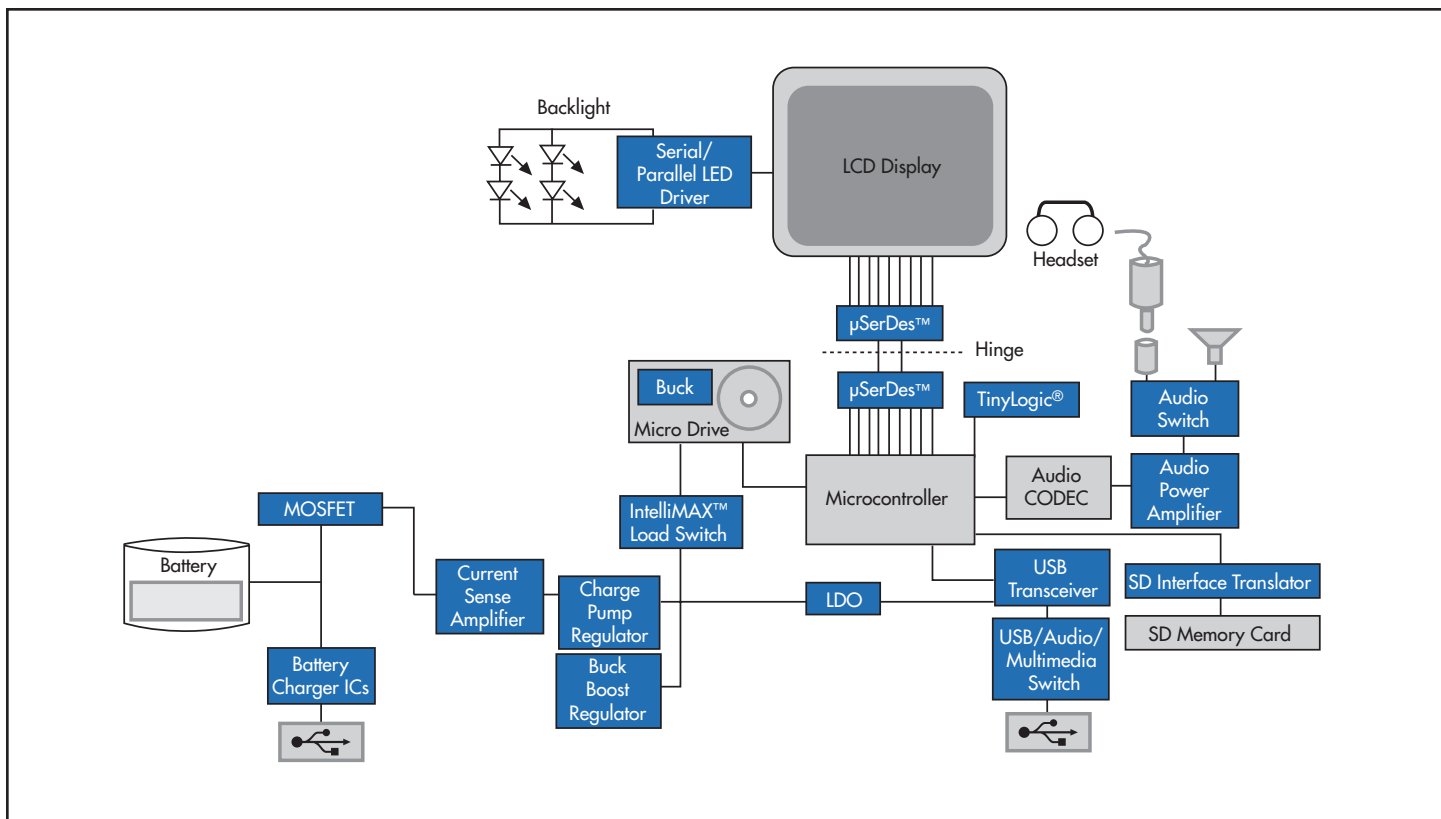 Backlight
Serial/
Parallel LED
Driver
LCD Display
Headset
µSerDes™
Hinge
µSerDes™
TinyLogic®
Buck
Micro Drive
Audio
Switch
Microcontroller
Audio
CODEC
Audio
Power
Amplifier
MOSFET
IntelliMAX™
Load Switch
Battery
Current
Sense
Amplifier
Charge
Pump
Regulator
LDO
USB
Transceiver
SD Interface Translator
SD Memory Card
Battery
Charger ICs
Buck
Boost
Regulator
USB/Audio/
Multimedia
Switch